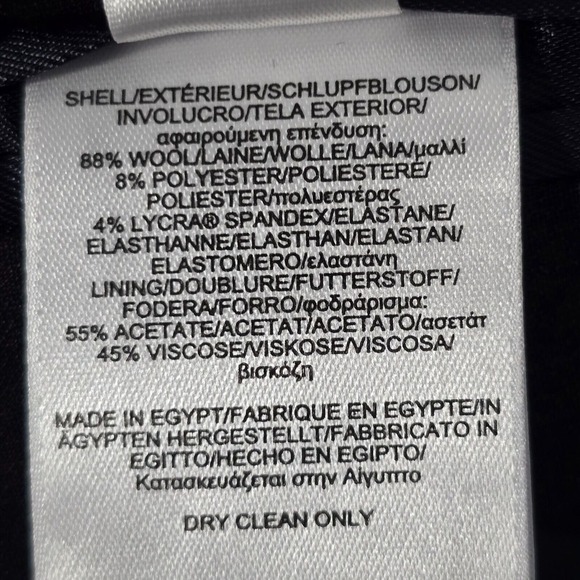 SHELL/EXTÉRIEUR/SCHLUPFBLOUSON/
INVOLUCRO/TELA EXTERIOR/
αφαιρούμενη επένδυση:
88% WOOL/LAINE/WOLLE/LANA/μαλλί
8% POLYESTER/POLIESTERE/
POLIESTER/πολυεστέρας
4% LYCRA® SPANDEX/ELASTANE/
ELASTHANNE/ELASTHAN/ELASTAN/
ELASTOMERO/ελαστάνη
LINING/DOUBLURE/FUTTERSTOFF/
FODERA/FORRO/φοδράρισμα:
55% ACETATE/ACETAT/ACETATO/ασετάτ
45% VISCOSE/VISKOSE/VISCOSA/
βισκόζη
MADE IN EGYPT/FABRIQUE EN EGYPTE/IN
ÄGYPTEN HERGESTELLT/FABBRICATO IN
EGITTO/HECHO EN EGIPTO/
Κατασκευάζεται στην Αίγυπτο
DRY CLEAN ONLY